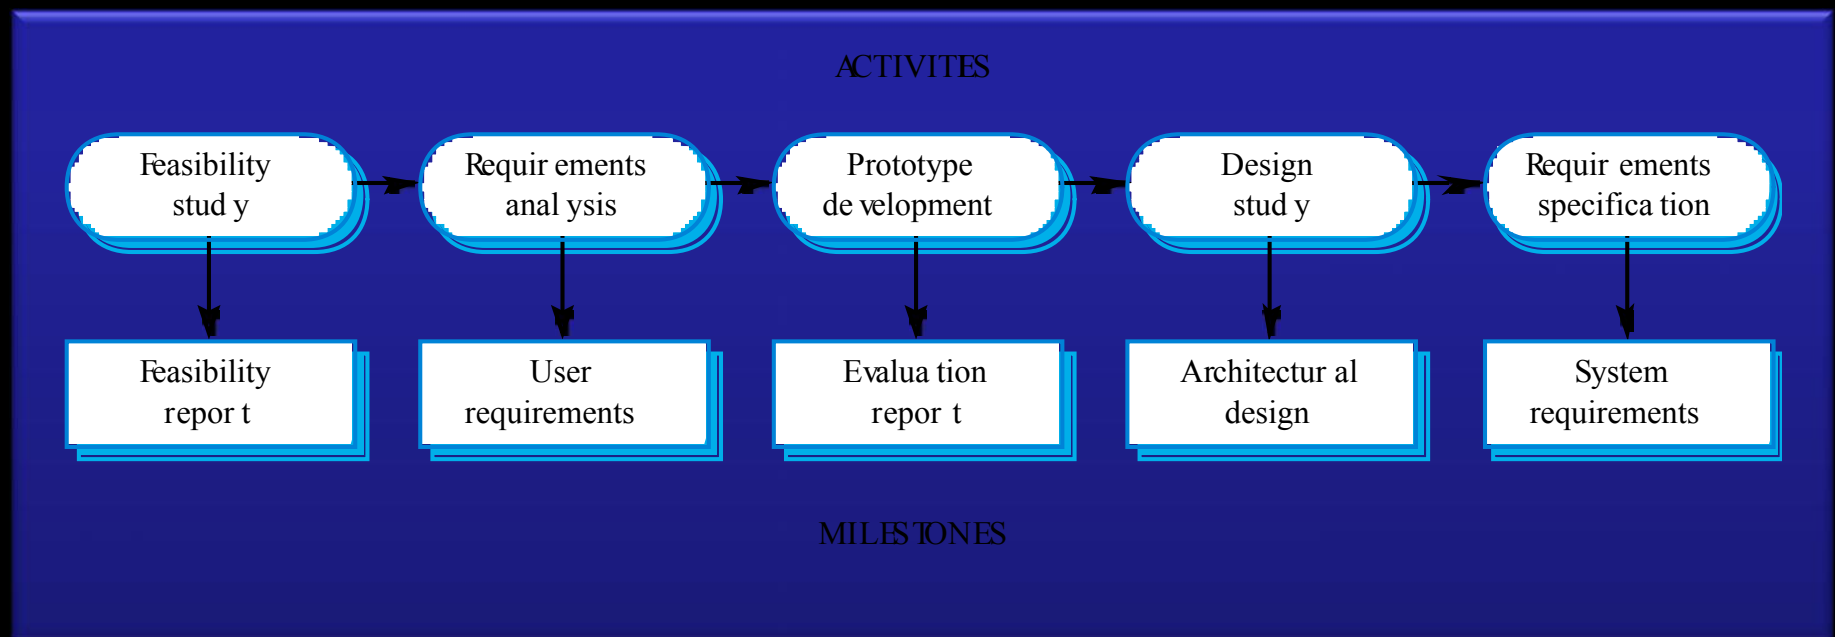 ACTIVITES
Feasibility
study
Requirements
analysis
Prototype
development
Design
study
Requirements
specification
Feasibility
report
User
requirements
Evaluation
report
Architectural
design
System
requirements
MILESTONES